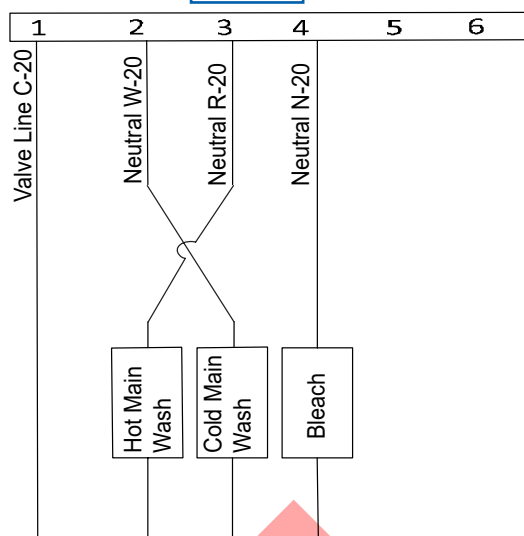 1 2 3 4 5 6
Valve Line C-20
Neutral W-20
Neutral R-20
Neutral N-20
Hot Main
Wash
Cold Main
Wash
Bleach